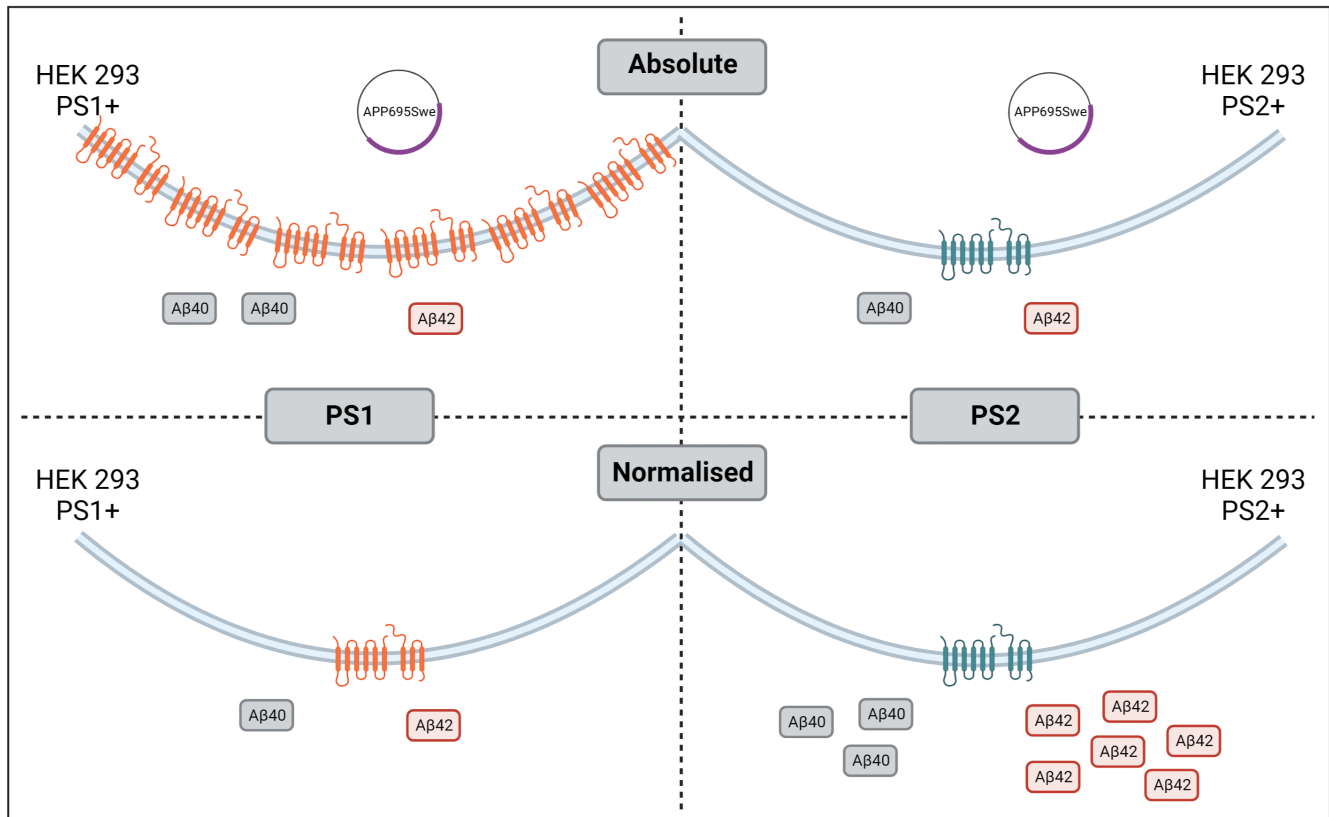 Absolute
HEK 293
PS1+
APP695Swe
APP695Swe
HEK 293
PS2+
Aβ40
Aβ40
Aβ42
Aβ40
Aβ42
PS1
PS2
Normalised
HEK 293
PS1+
HEK 293
PS2+
Aβ40
Aβ42
Aβ40
Aβ40
Aβ40
Aβ42
Aβ42
Aβ42
Aβ42
Aβ42
Aβ42